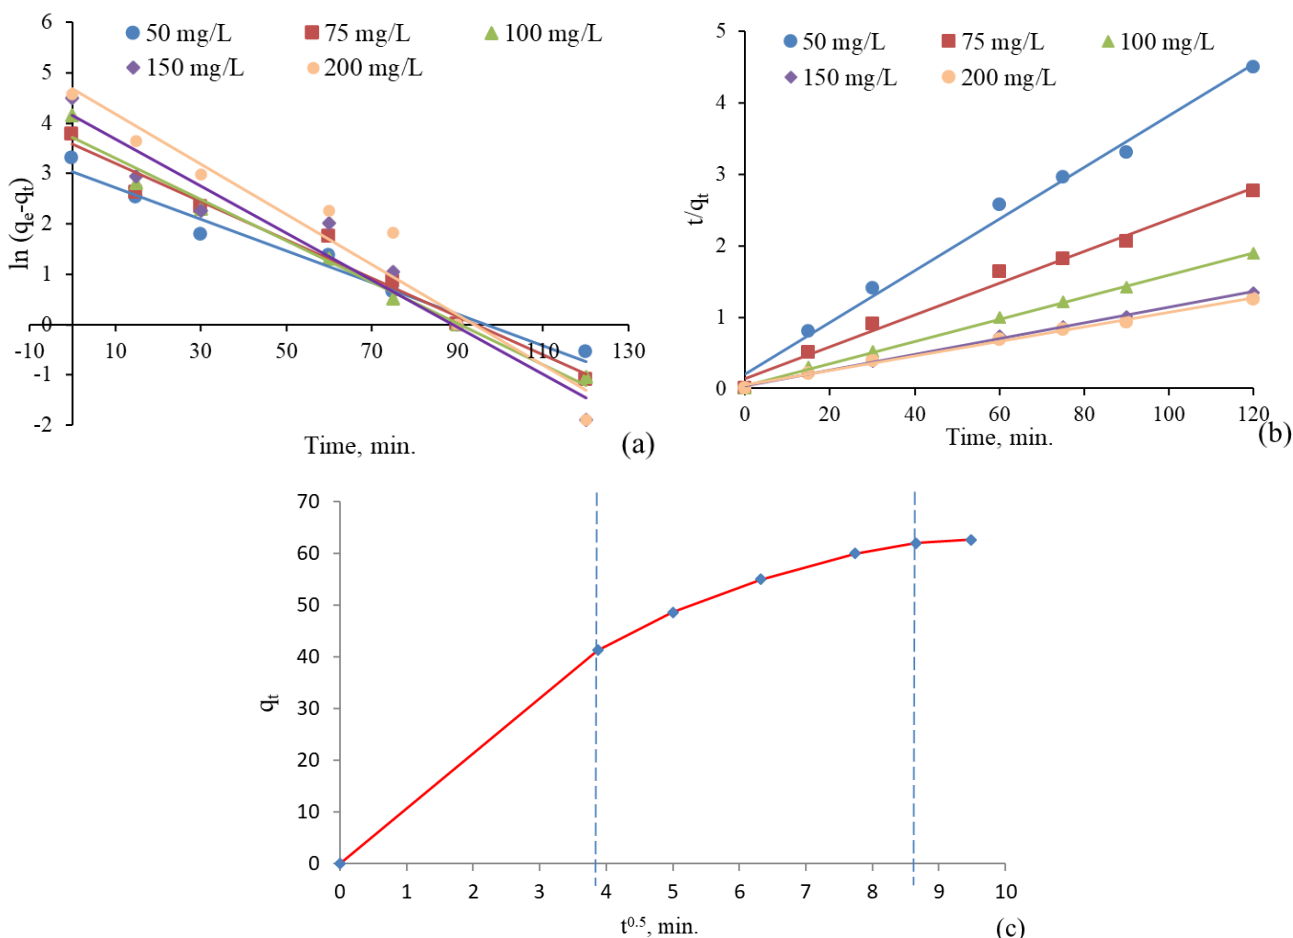 6
5
4
3
2
1
0
-1
-2
50 mg/L
75 mg/L
100 mg/L
150 mg/L
200 mg/L
ln (qe-qt)
-10
10
30
50
70
90
110
130
Time, min.
(a)
5
4
3
2
1
0
50 mg/L
75 mg/L
100 mg/L
150 mg/L
200 mg/L
t/qt
0
20
40
60
80
100
120
Time, min.
(b)
70
60
50
40
30
20
10
0
qt
0
1
2
3
4
5
6
7
8
9
10
t0.5, min.
(c)